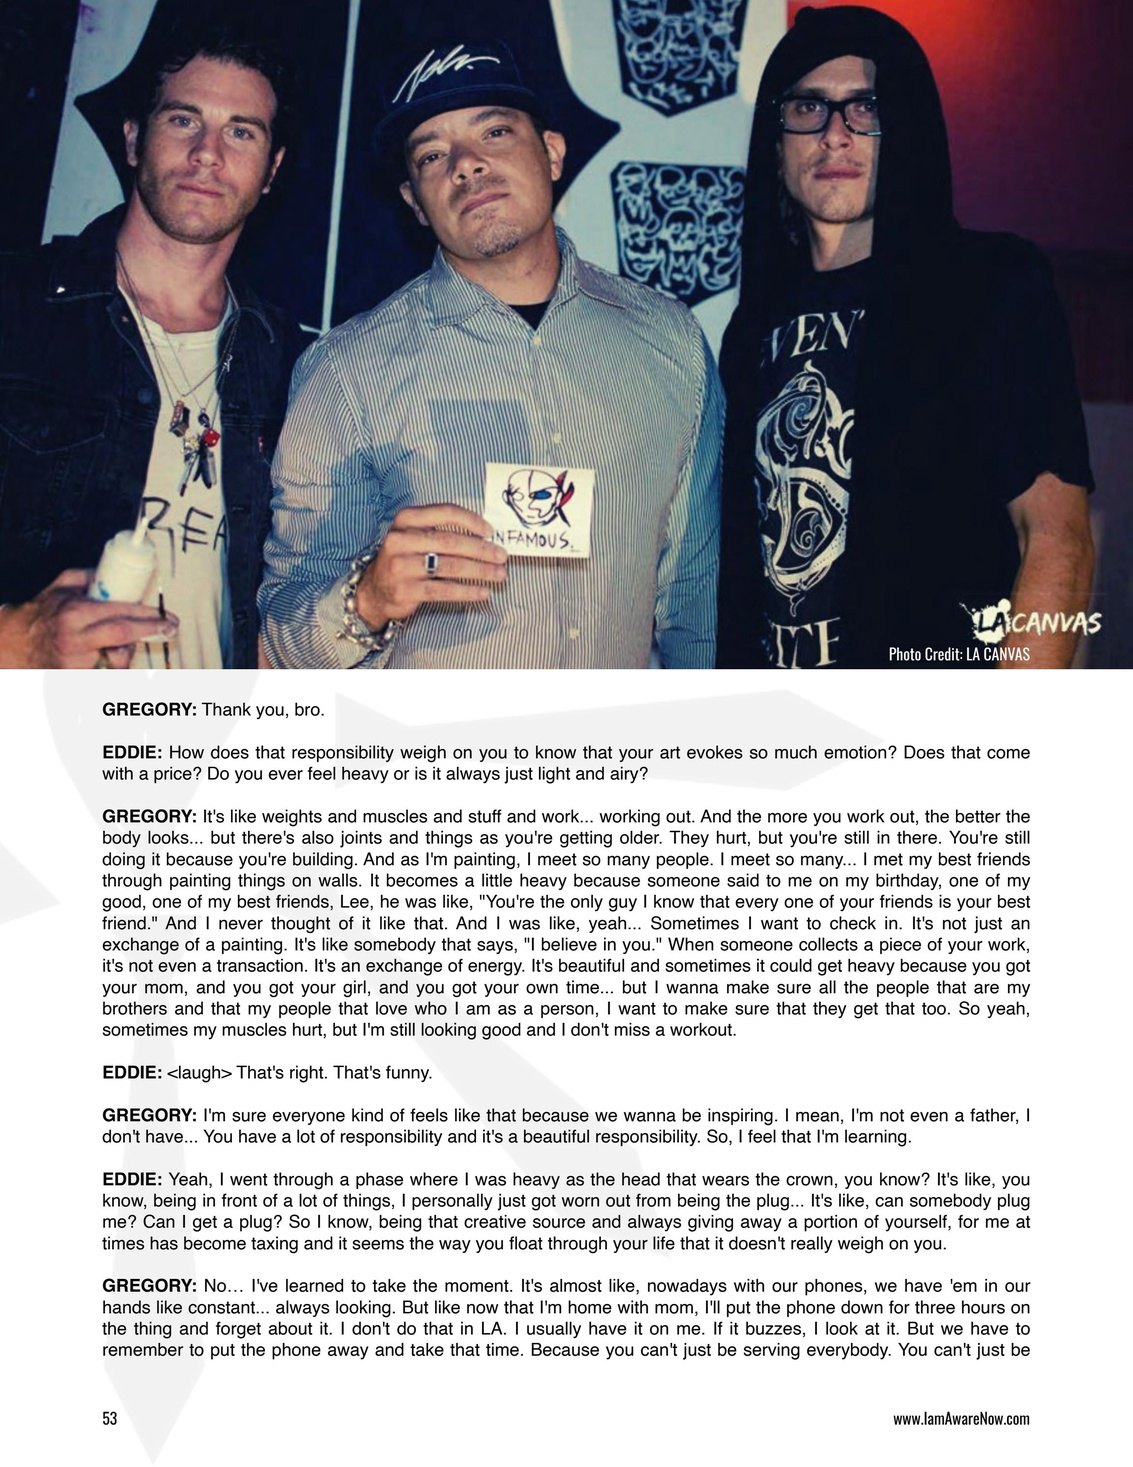 INFAMOUS.
VEN'
LA CANVAS
Photo Credit: LA CANVAS
GREGORY: Thank you, bro.
EDDIE: How does that responsibility weigh on you to know that your art evokes so much emotion? Does that come
with a price? Do you ever feel heavy or is it always just light and airy?
GREGORY: It's like weights and muscles and stuff and work... working out. And the more you work out, the better the
body looks... but there's also joints and things as you're getting older. They hurt, but you're still in there. You're still
doing it because you're building. And as I'm painting, I meet so many people. I meet so many... I met my best friends
through painting things on walls. It becomes a little heavy because someone said to me on my birthday, one of my
good, one of my best friends, Lee, he was like, "You're the only guy I know that every one of your friends is your best
friend." And I never thought of it like that. And I was like, yeah... Sometimes I want to check in. It's not just an
exchange of a painting. It's like somebody that says, "I believe in you." When someone collects a piece of your work,
it's not even a transaction. It's an exchange of energy. It's beautiful and sometimes it could get heavy because you got
your mom, and you got your girl, and you got your own time... but I wanna make sure all the people that are my
brothers and that my people that love who I am as a person, I want to make sure that they get that too. So yeah,
sometimes my muscles hurt, but I'm still looking good and I don't miss a workout.
EDDIE: <laugh> That's right. That's funny.
GREGORY: I'm sure everyone kind of feels like that because we wanna be inspiring. I mean, I'm not even a father, I
don't have... You have a lot of responsibility and it's a beautiful responsibility. So, I feel that I'm learning.
EDDIE: Yeah, I went through a phase where I was heavy as the head that wears the crown, you know? It's like, you
know, being in front of a lot of things, I personally just got worn out from being the plug... It's like, can somebody plug
me? Can I get a plug? So I know, being that creative source and always giving away a portion of yourself, for me at
times has become taxing and it seems the way you float through your life that it doesn't really weigh on you.
GREGORY: No… I've learned to take the moment. It's almost like, nowadays with our phones, we have 'em in our
hands like constant... always looking. But like now that I'm home with mom, I'll put the phone down for three hours on
the thing and forget about it. I don't do that in LA. I usually have it on me. If it buzzes, I look at it. But we have to
remember to put the phone away and take that time. Because you can't just be serving everybody. You can't just be
53
www.IamAwareNow.com